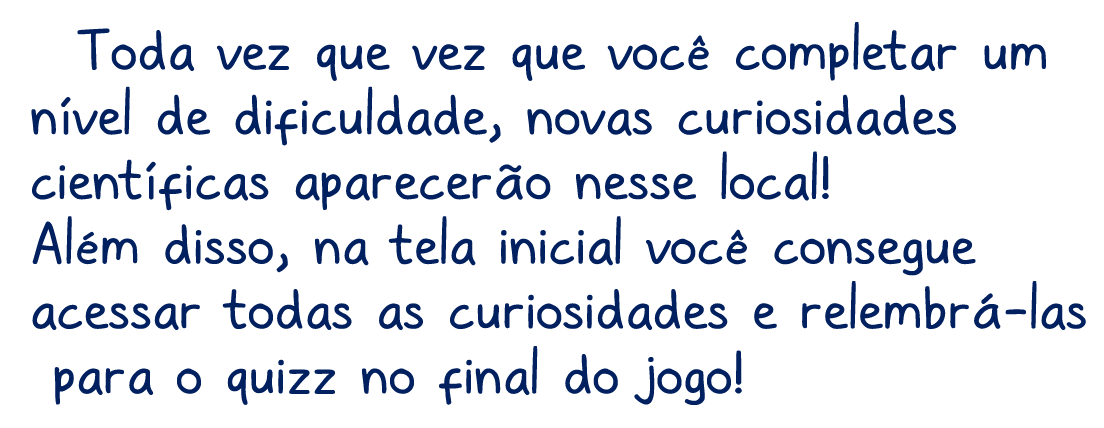 Toda vez que vez que você completar um
nível de dificuldade, novas curiosidades
científicas aparecerão nesse local!
Além disso, na tela inicial você consegue
acessar todas as curiosidades e relembrá-las
para o quizz no final do jogo!